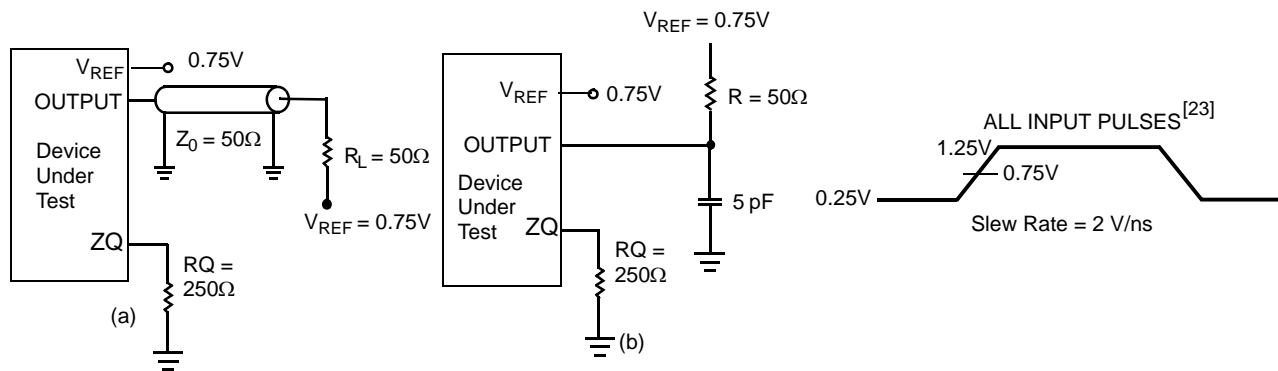 V_REF 0.75V
OUTPUT
Z_0 = 50Ω
Device
Under
Test
R_L = 50Ω
V_REF = 0.75V
ZQ
RQ =
250Ω
(a)
V_REF = 0.75V
V_REF 0.75V
R = 50Ω
OUTPUT
Device
Under
Test
5 pF
ZQ
RQ =
250Ω
(b)
ALL INPUT PULSES[23]
1.25V
0.75V
0.25V
Slew Rate = 2 V/ns